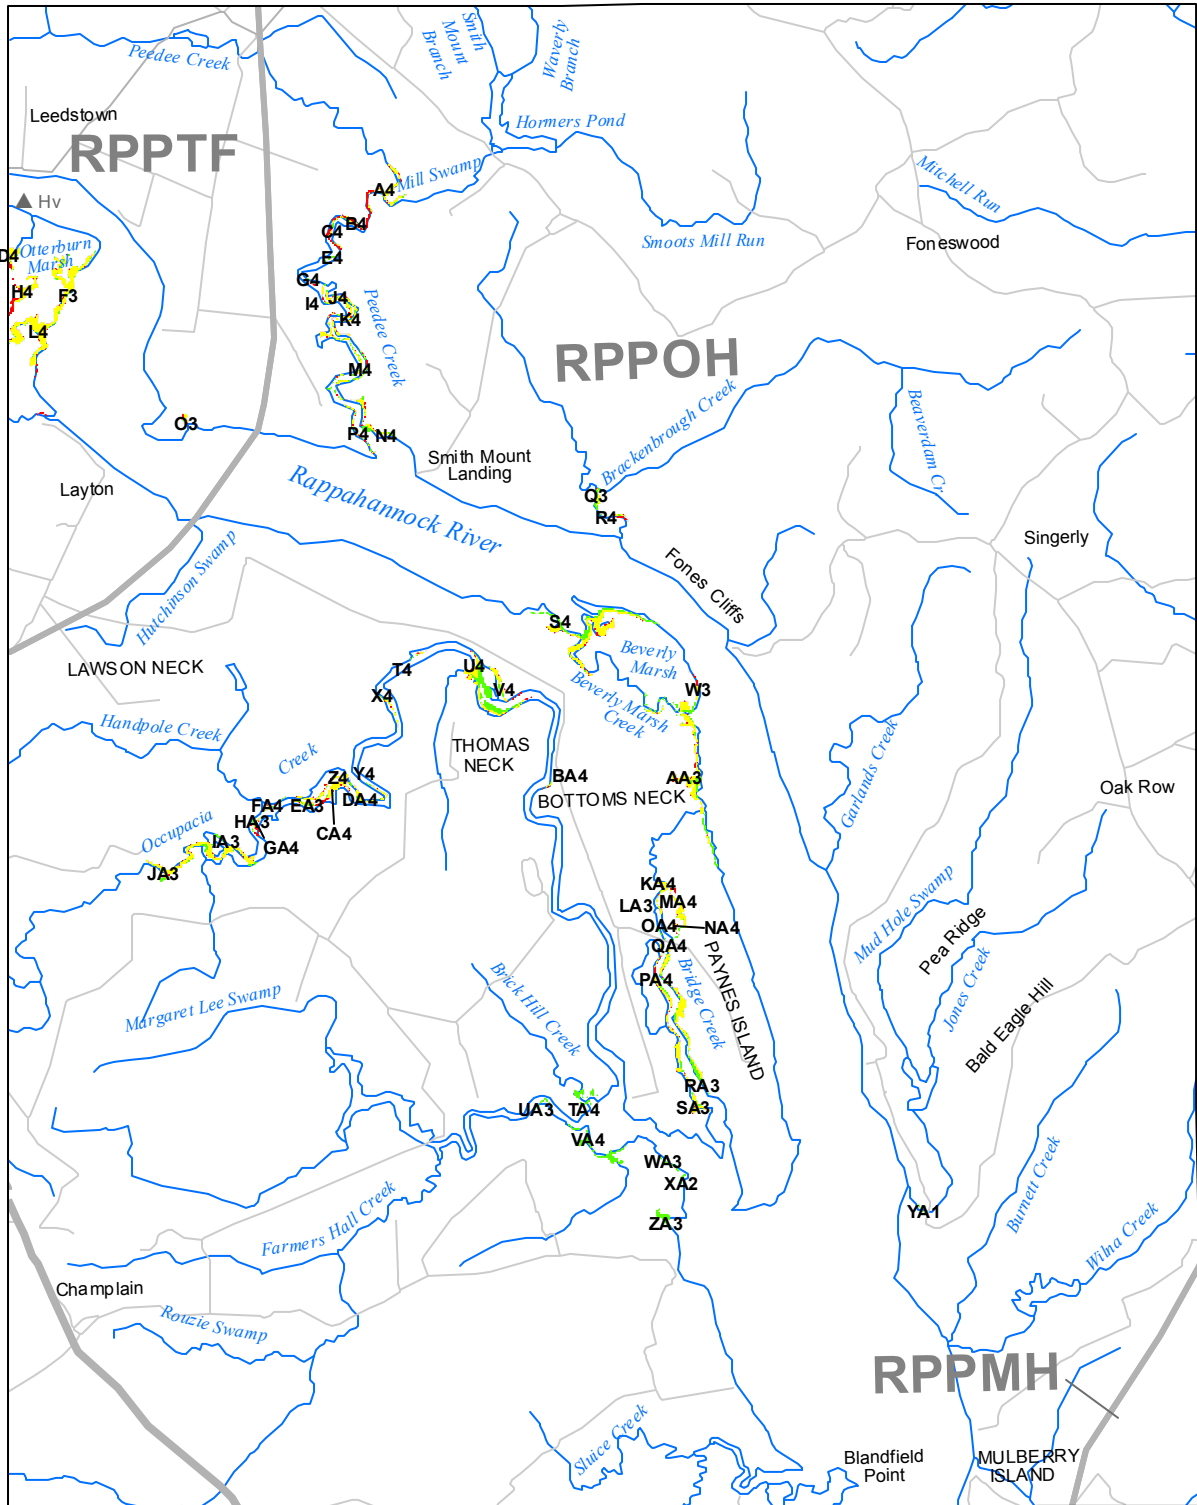 Peedee Creek
Smith
Mount
Branch
Waverly
Branch
Leedstown
RPPTF
Hormers Pond
Mill Swamp
A4
Mitchell Run
Hv
B4
C4
Smoots Mill Run
Foneswood
D4
Otterburn
Marsh
E4
G4
H4
F3
I4
J4
K4
Peedee Creek
L4
RPPOH
M4
Brackenbrough Creek
Beaverdam Cr
O3
P4
N4
Smith Mount
Landing
Layton
Rappahannock River
Q3
R4
Singerly
Hutchinson Swamp
Fones Cliffs
S4
Beverly
Marsh
LAWSON NECK
T4
U4
V4
X4
Beverly Marsh
Creek
W3
Handpole Creek
THOMAS
NECK
Creek
Garlands Creek
Z4
Y4
BA4
AA3
Oak Row
FA4
EA3
DA4
BOTTOMS NECK
HA3
CA4
Occupacia
IA3
GA4
JA3
KA4
LA3
MA4
Mud Hole Swamp
OA4
NA4
Pea Ridge
QA4
PAYNES ISLAND
Brick Hill Creek
PA4
Bridge Creek
Jones Creek
Margaret Lee Swamp
Bald Eagle Hill
RA3
UA3
TA4
SA3
VA4
WA3
XA2
Burnett Creek
Farmers Hall Creek
ZA3
YA1
Wilna Creek
Champlain
Rouzie Swamp
RPPMH
Sluice Creek
Blandfield
Point
MULBERRY
ISLAND